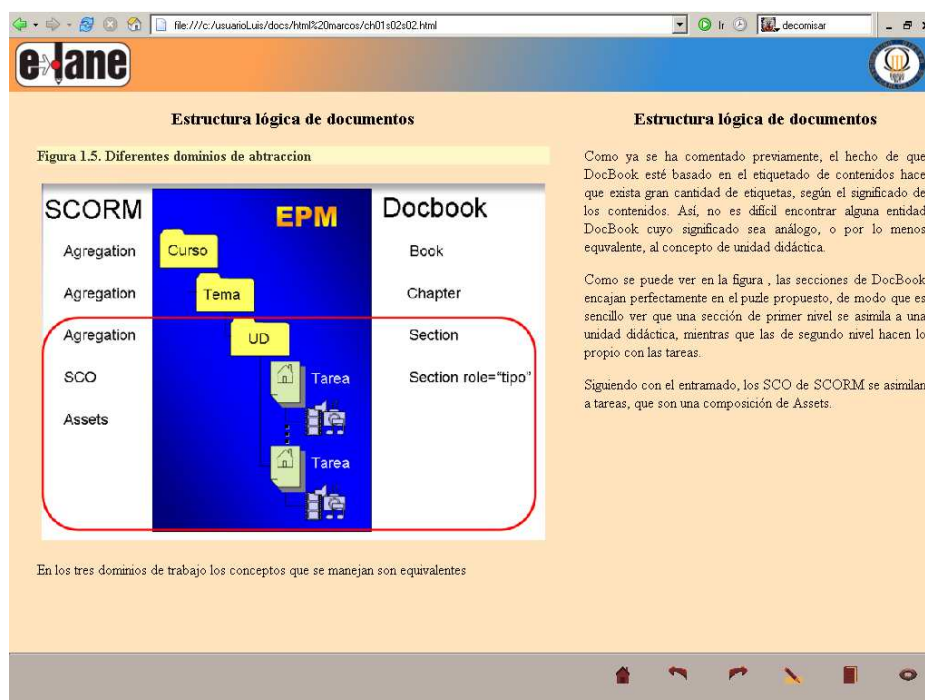 file:///c:/usuarioLuis/docs/html%20marcos/ch01s02s02.html
Ir
decomisar
e-lane
Estructura lógica de documentos
Figura 1.5. Diferentes dominios de abtraccion
SCORM
EPM
Docbook
Agregation
Curso
Book
Agregation
Tema
Chapter
Agregation
UD
Section
SCO
Tarea
Section role="tipo"
Assets
Tarea
En los tres dominios de trabajo los conceptos que se manejan son equivalentes
Estructura lógica de documentos
Como ya se ha comentado previamente, el hecho de que
DocBook esté basado en el etiquetado de contenidos hace
que exista gran cantidad de etiquetas, según el significado de
los contenidos. Así, no es difícil encontrar alguna entidad
DocBook cuyo significado sea análogo, o por lo menos
equvalente, al concepto de unidad didáctica.
Como se puede ver en la figura , las secciones de DocBook
encajan perfectamente en el puzle propuesto, de modo que es
sencillo ver que una sección de primer nivel se asimila a una
unidad didáctica, mientras que las de segundo nivel hacen lo
propio con las tareas.
Siguiendo con el entramado, los SCO de SCORM se asimilan
a tareas, que son una composición de Assets.